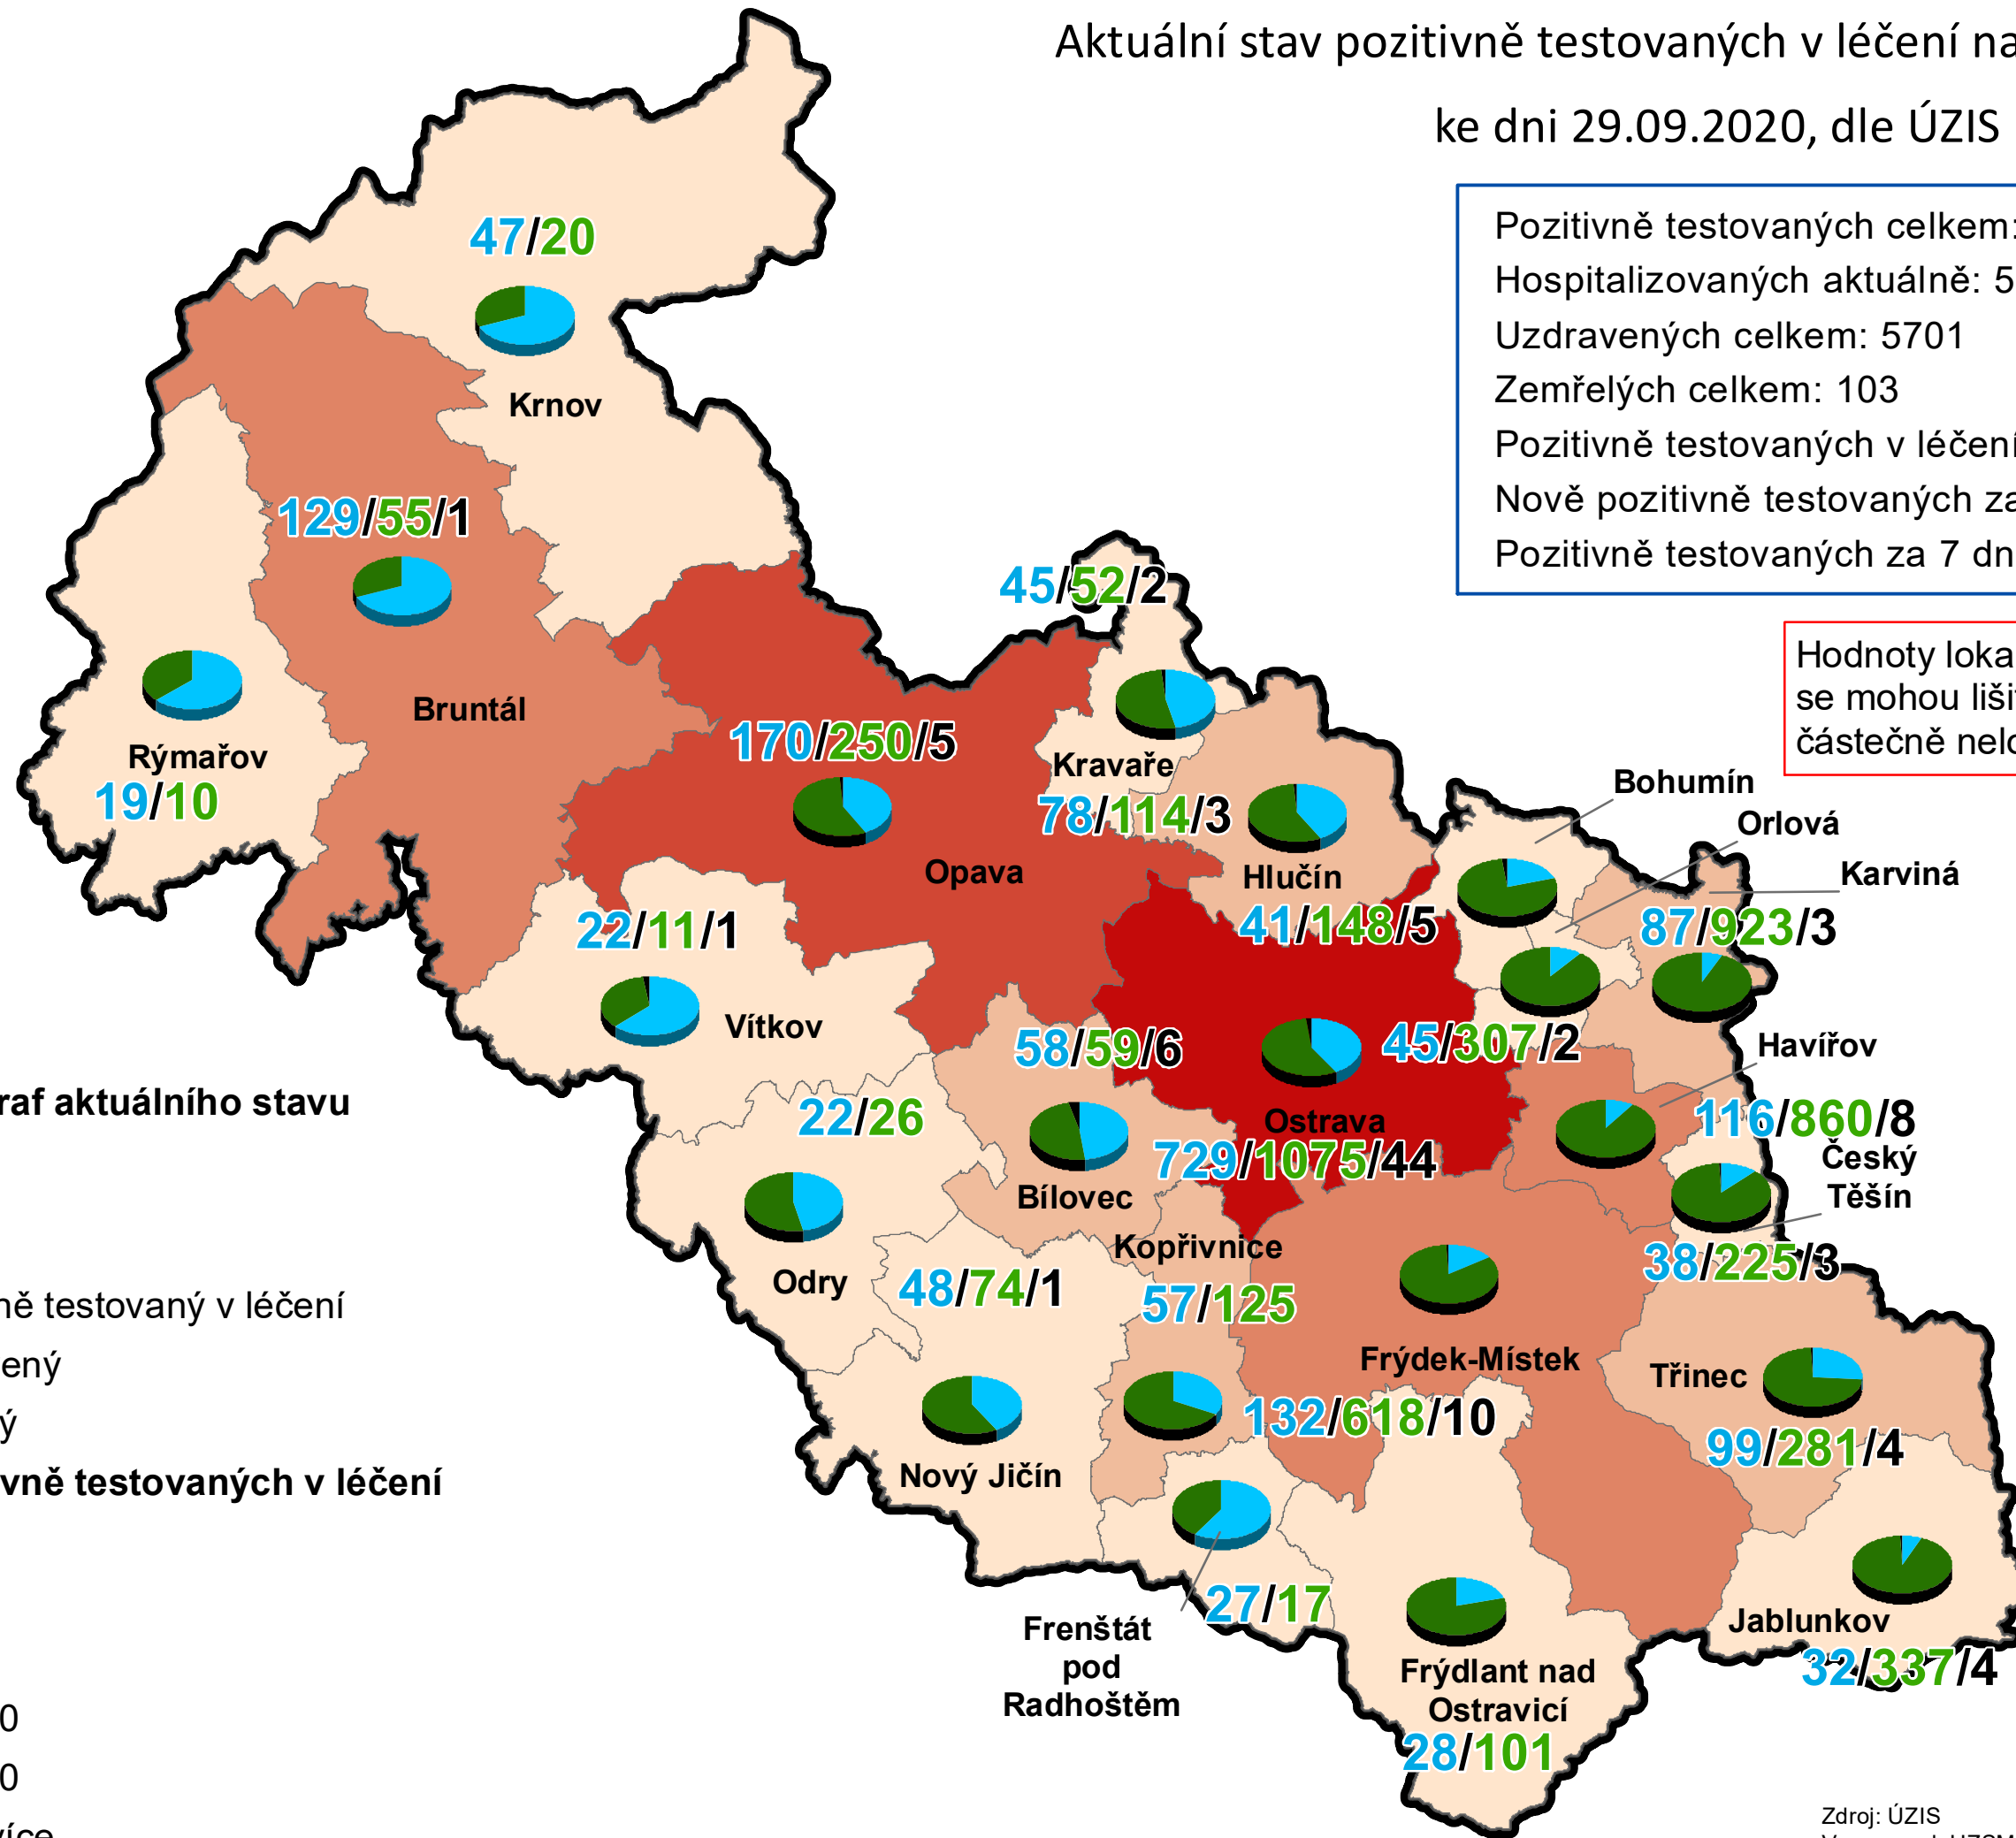 Aktuální stav pozitivně testovaných v léčení na
ke dni 29.09.2020, dle ÚZIS
Pozitivně testovaných celkem:
Hospitalizovaných aktuálně: 5
Uzdravených celkem: 5701
Zemřelých celkem: 103
Pozitivně testovaných v léčení
Nově pozitivně testovaných za
Pozitivně testovaných za 7 dn
Hodnoty loka
se mohou liši
částečně nelo
47/20
Krnov
129/55/1
Bruntál
Rýmařov
19/10
45/52/2
Kravaře
170/250/5
Opava
78/114/3
Hlučín
Bohumín
Orlová
Karviná
41/148/5
87/923/3
22/11/1
Vítkov
58/59/6
Bílovec
45/307/2
Havířov
Ostrava
729/1075/44
116/860/8
Český
Těšín
38/225/3
22/26
Odry
48/74/1
Nový Jičín
Kopřivnice
57/125
Frýdek-Místek
132/618/10
Třinec
99/281/4
27/17
Frenštát
pod
Radhoštěm
Frýdlant nad
Ostravicí
28/101
Jablunkov
32/337/4
raf aktuálního stavu
ně testovaný v léčení
ený
ý
vně testovaných v léčení
0
0
více
Zdroj: ÚZIS